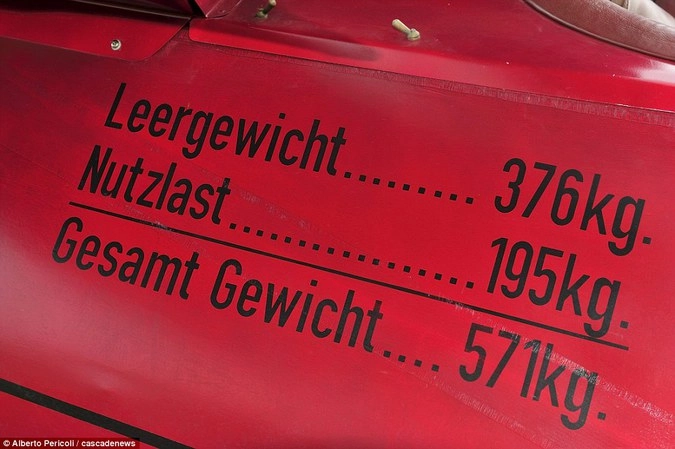 Leergewicht.......... 376kg.
Nutzlast.................. 195kg.
Gesamt Gewicht.... 571kg.
© Alberto Pericoli / cascadenews